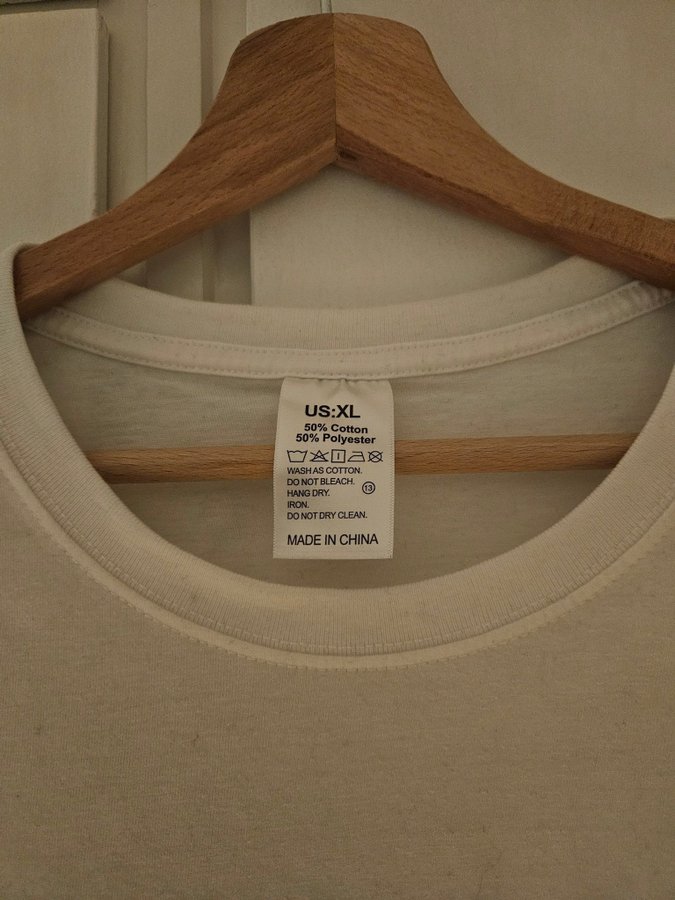 US:XL
50% Cotton
50% Polyester
WASH AS COTTON.
DO NOT BLEACH.
HANG DRY.
13
IRON.
DO NOT DRY CLEAN.
MADE IN CHINA